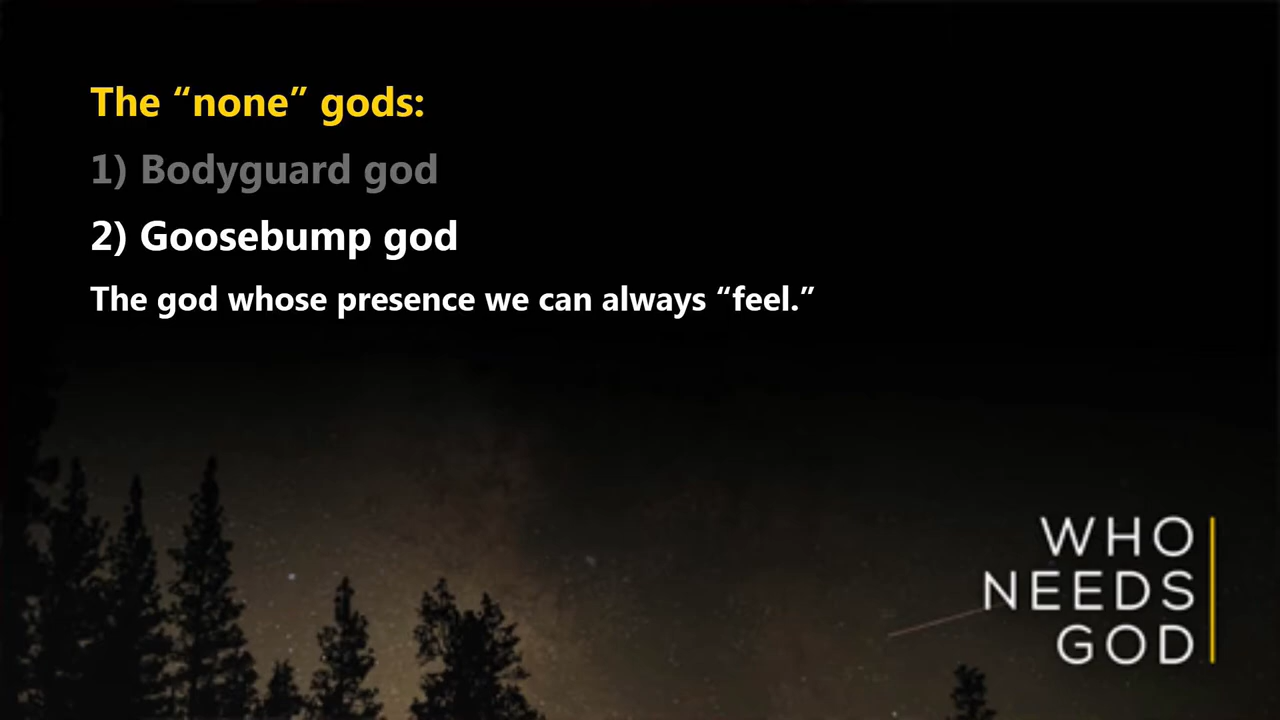 The “none” gods:
1) Bodyguard god
2) Goosebump god
The god whose presence we can always “feel.”
WHO
NEEDS
GOD